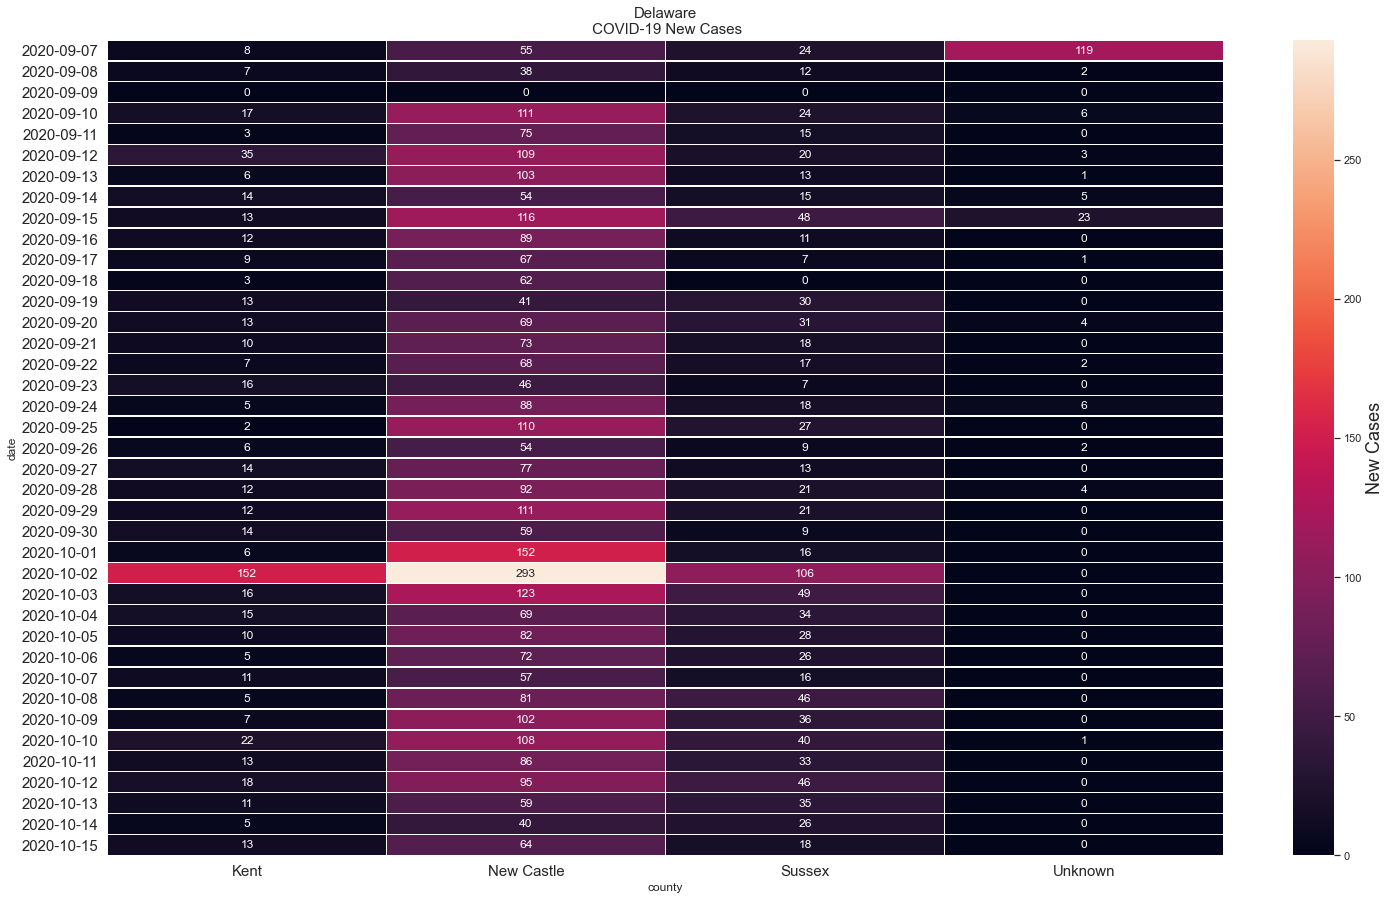 Delaware
COVID-19 New Cases
2020-09-07 8 55 24 119
2020-09-08 7 38 12 2
2020-09-09 0 0 0 0
2020-09-10 17 111 24 6
2020-09-11 3 75 15 0
2020-09-12 35 109 20 3
2020-09-13 6 103 13 1
2020-09-14 14 54 15 5
2020-09-15 13 116 48 23
2020-09-16 12 89 11 0
2020-09-17 9 67 7 1
2020-09-18 3 62 0 0
2020-09-19 13 41 30 0
2020-09-20 13 69 31 4
2020-09-21 10 73 18 0
2020-09-22 7 68 17 2
2020-09-23 16 46 7 0
2020-09-24 5 88 18 6
2020-09-25 2 110 27 0
2020-09-26 6 54 9 2
2020-09-27 14 77 13 0
2020-09-28 12 92 21 4
2020-09-29 12 111 21 0
2020-09-30 14 59 9 0
2020-10-01 6 152 16 0
2020-10-02 152 293 106 0
2020-10-03 16 123 49 0
2020-10-04 15 69 34 0
2020-10-05 10 82 28 0
2020-10-06 5 72 26 0
2020-10-07 11 57 16 0
2020-10-08 5 81 46 0
2020-10-09 7 102 36 0
2020-10-10 22 108 40 1
2020-10-11 13 86 33 0
2020-10-12 18 95 46 0
2020-10-13 11 59 35 0
2020-10-14 5 40 26 0
2020-10-15 13 64 18 0
Kent New Castle Sussex Unknown
county
date
250
200
150
100
50
0
New Cases